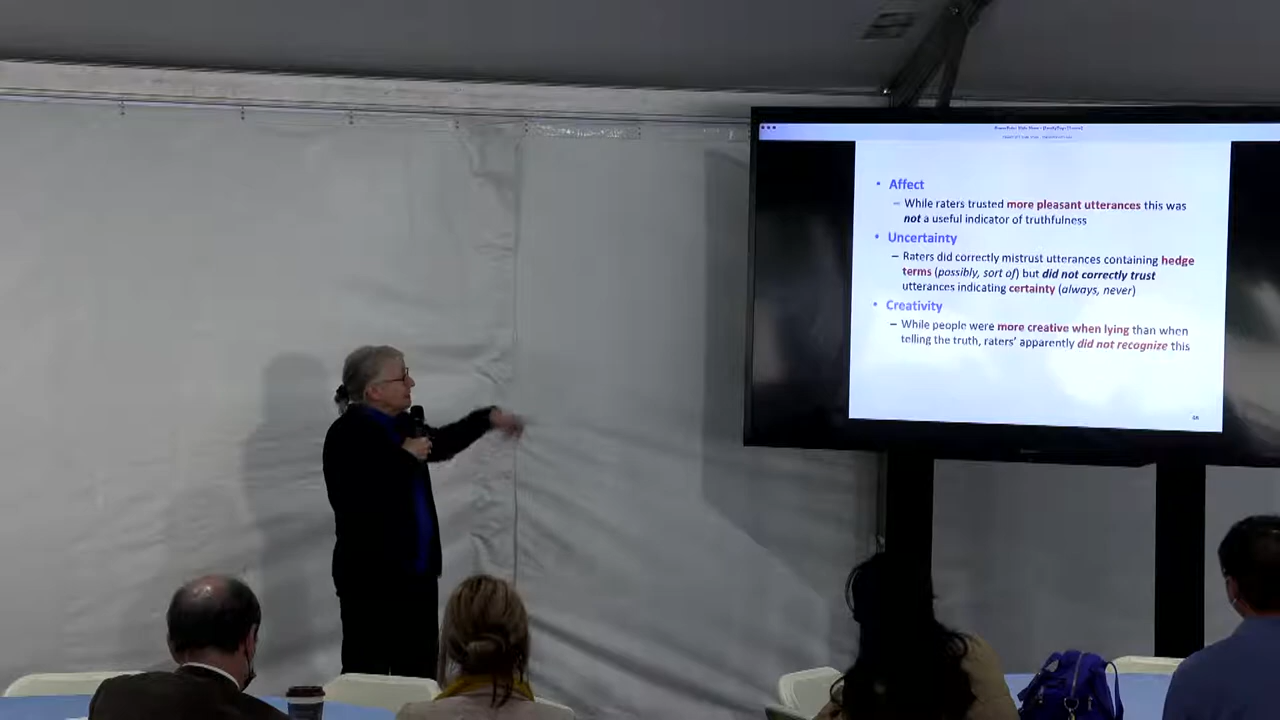 • Affect
– While raters trusted more pleasant utterances this was
not a useful indicator of truthfulness
• Uncertainty
– Raters did correctly mistrust utterances containing hedge
terms (possibly, sort of) but did not correctly trust
utterances indicating certainty (always, never)
• Creativity
– While people were more creative when lying than when
telling the truth, raters' apparently did not recognize this